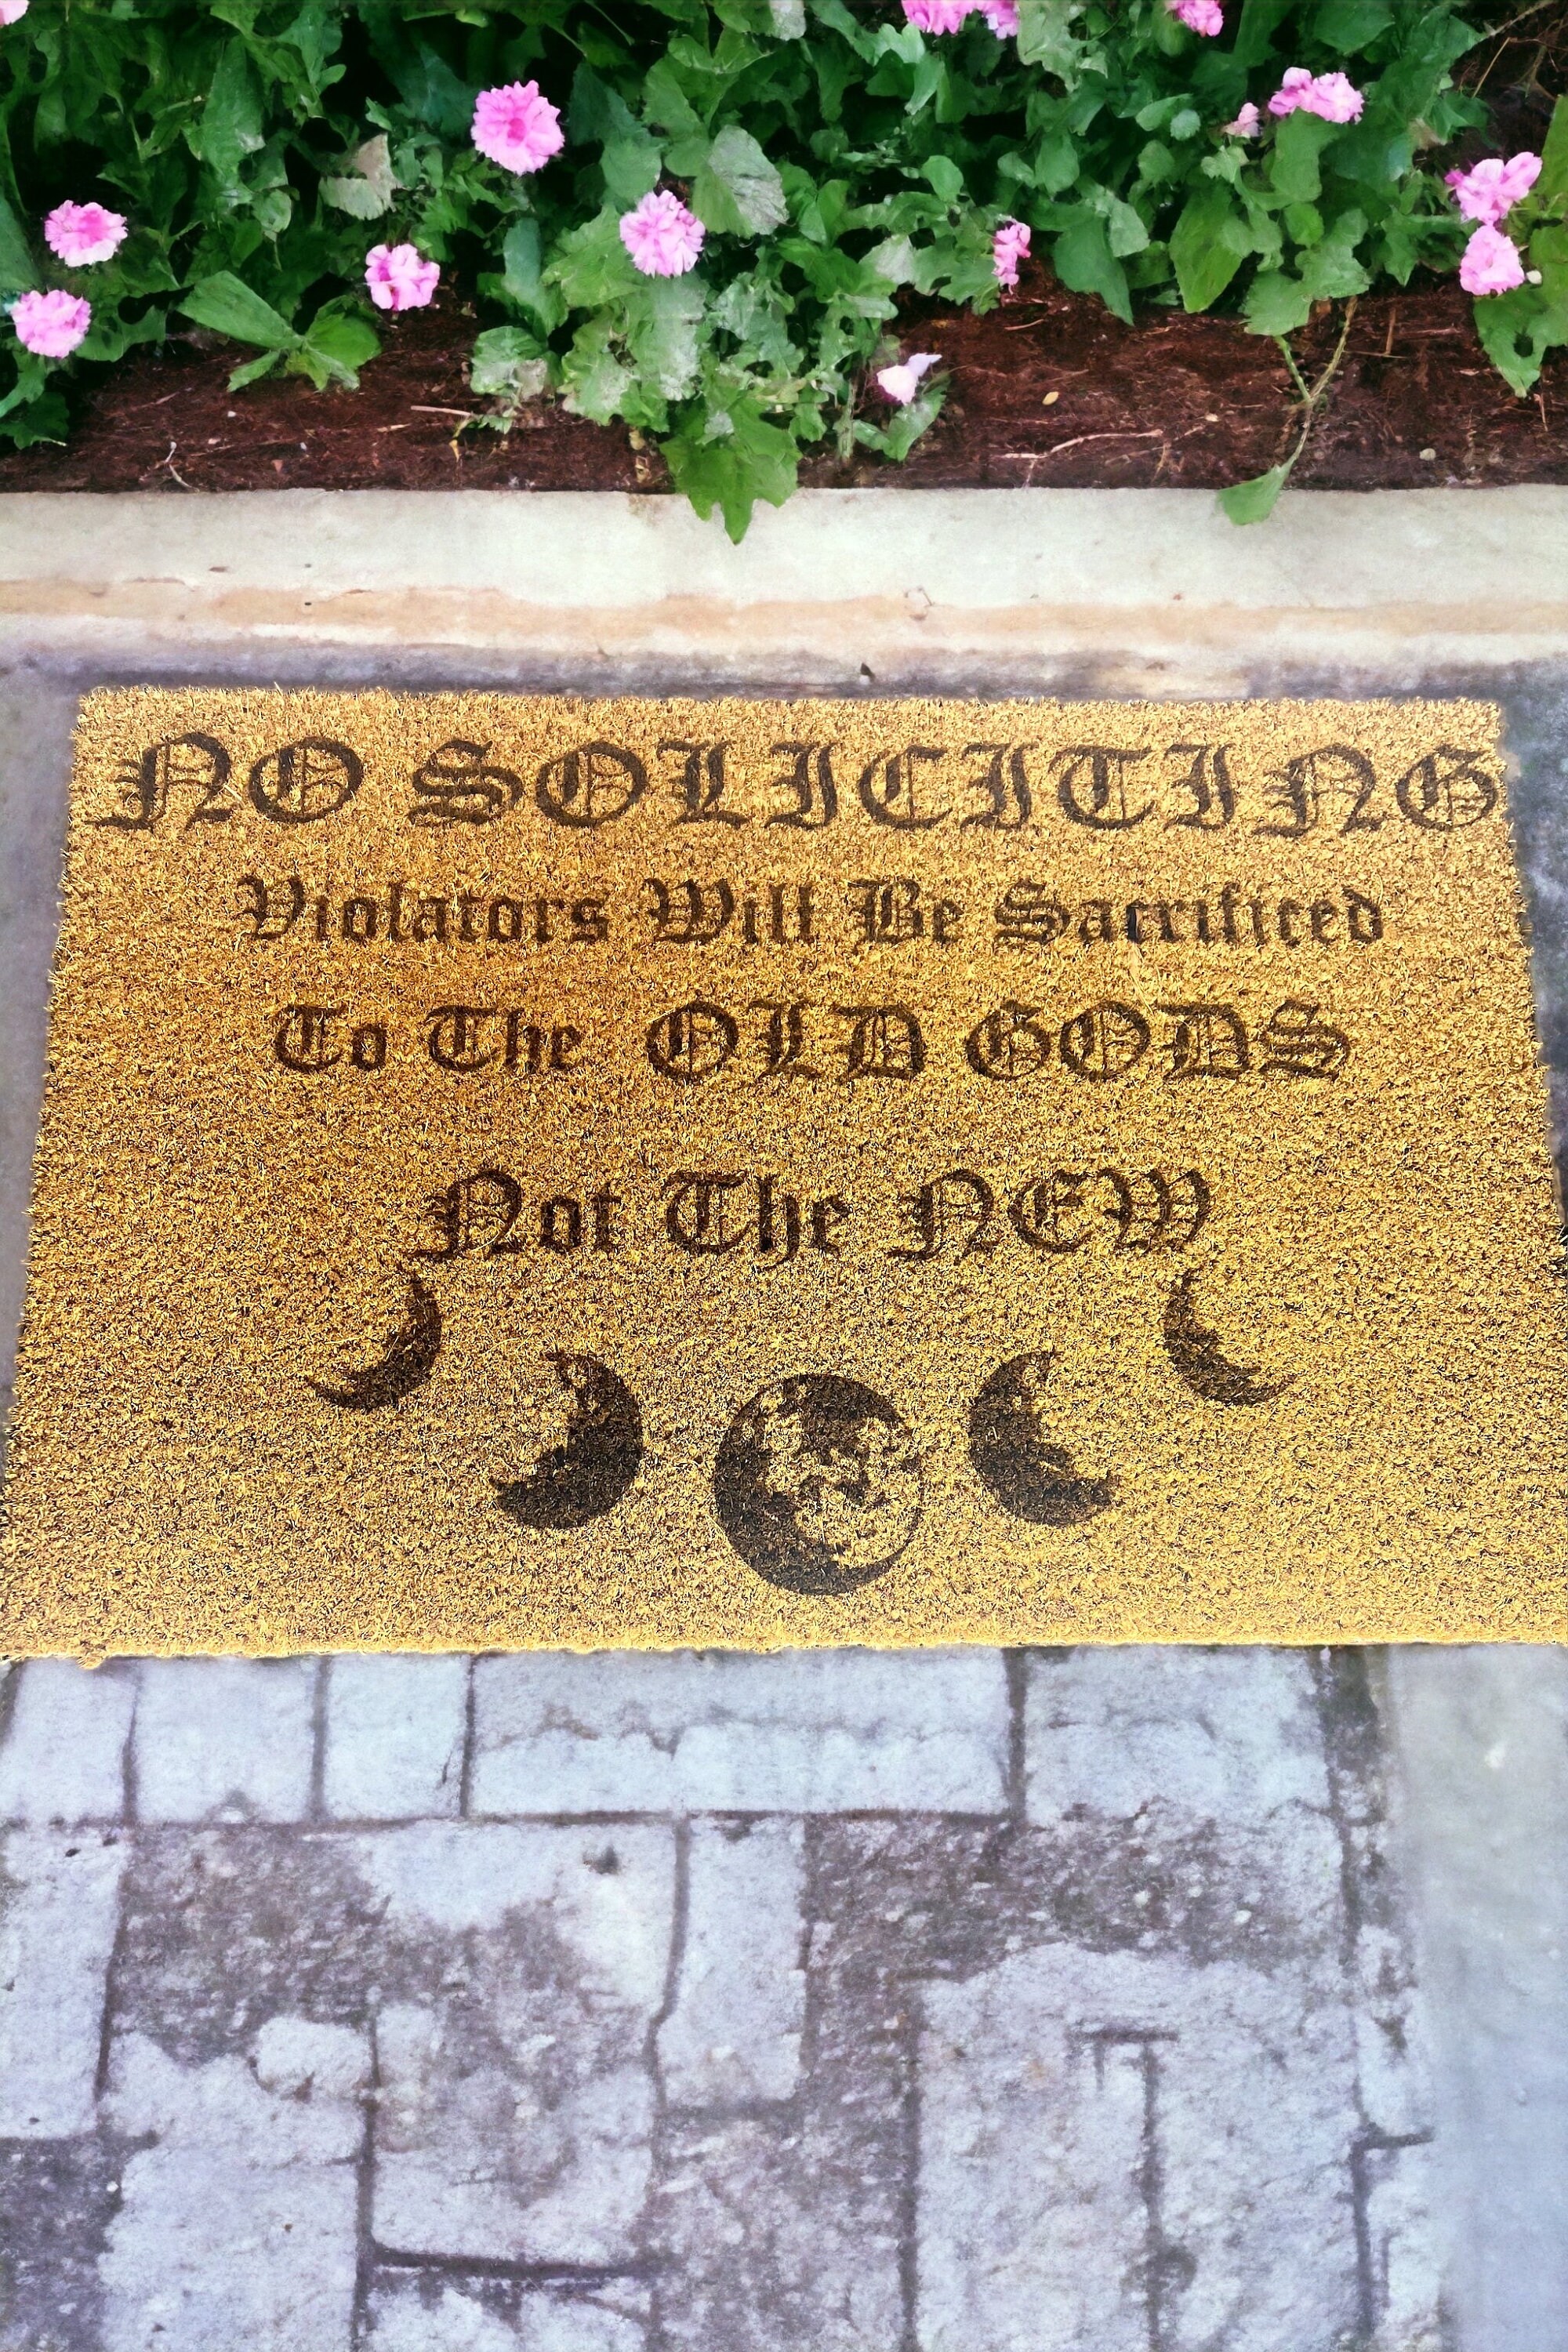 NO SOLICITING
Violators Will Be Sacrificed
To The OLD GODS
Not The NEW